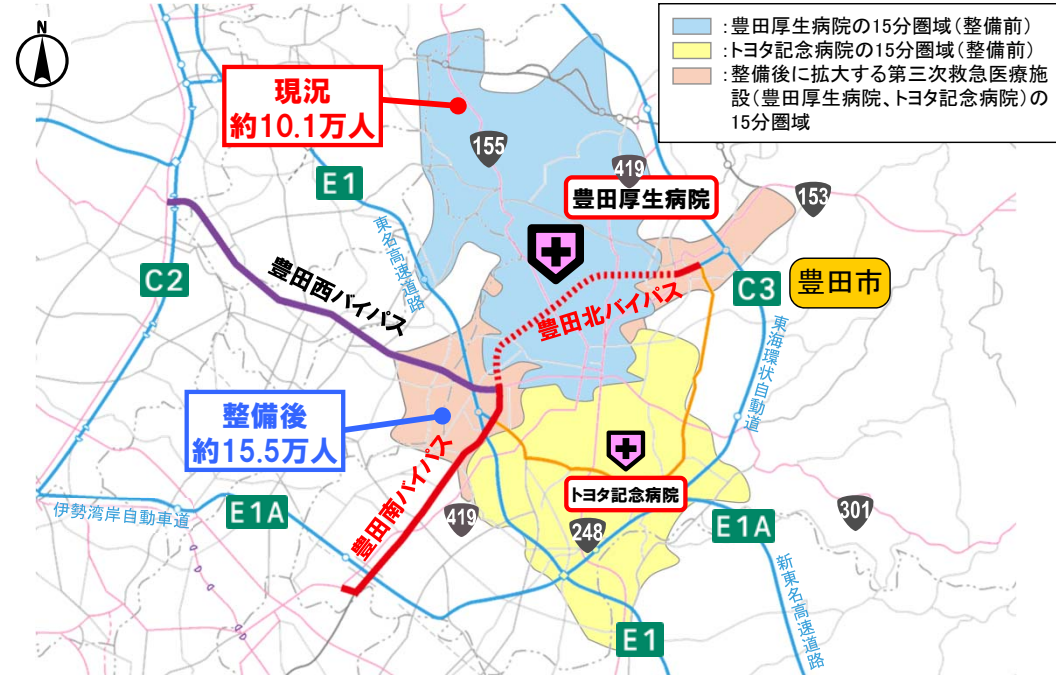 N
：豊田厚生病院の15分圏域（整備前）
：トヨタ記念病院の15分圏域（整備前）
：整備後に拡大する第三次救急医療施
設（豊田厚生病院、トヨタ記念病院）の
15分圏域
現況
約10.1万人
155
419
E1
豊田厚生病院
153
東名高速道路
C2
豊田西バイパス
豊田北バイパス
C3
豊田市
東海環状自動車道
整備後
約15.5万人
豊田南バイパス
トヨタ記念病院
伊勢湾岸自動車道
E1A
419
248
E1A
301
新東名高速道路
E1